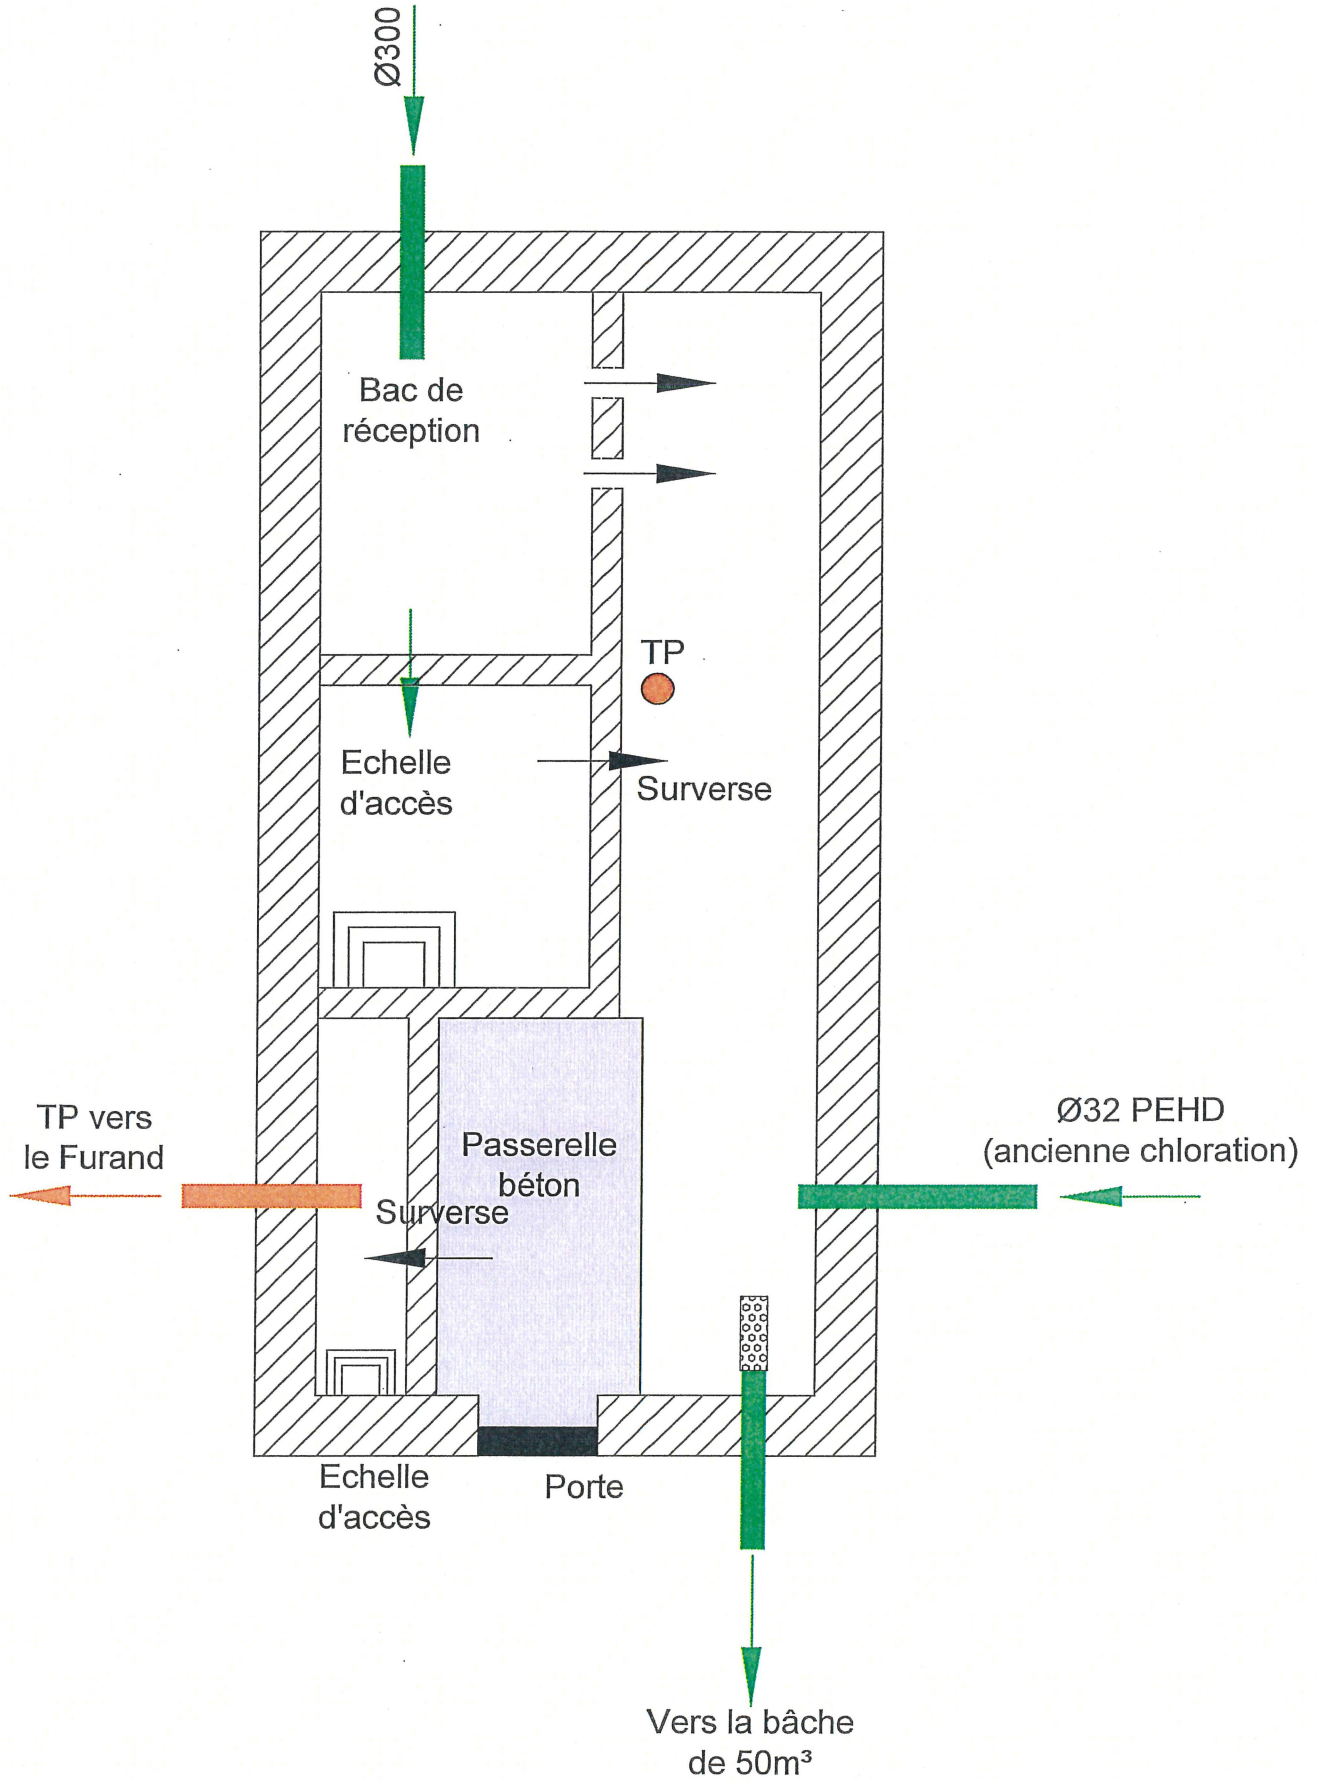 Ø300
Bac de
réception
TP
Echelle
d'accès
Surverse
TP vers
le Furand
Passerelle
béton
Surverse
Ø32 PEHD
(ancienne chloration)
Echelle
d'accès
Porte
Vers la bâche
de 50m³